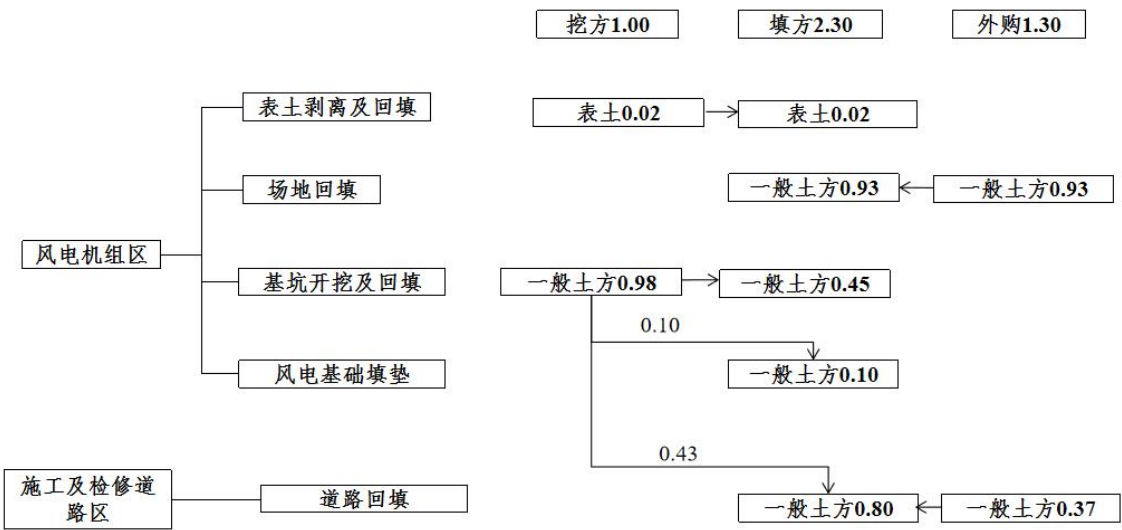 挖方1.00 填方2.30 外购1.30
表土剥离及回填 表土0.02 表土0.02
场地回填 一般土方0.93 一般土方0.93
风电机组区
基坑开挖及回填 一般土方0.98 一般土方0.45
0.10
风电基础填垫 一般土方0.10
0.43
施工及检修道
路区
道路回填 一般土方0.80 一般土方0.37